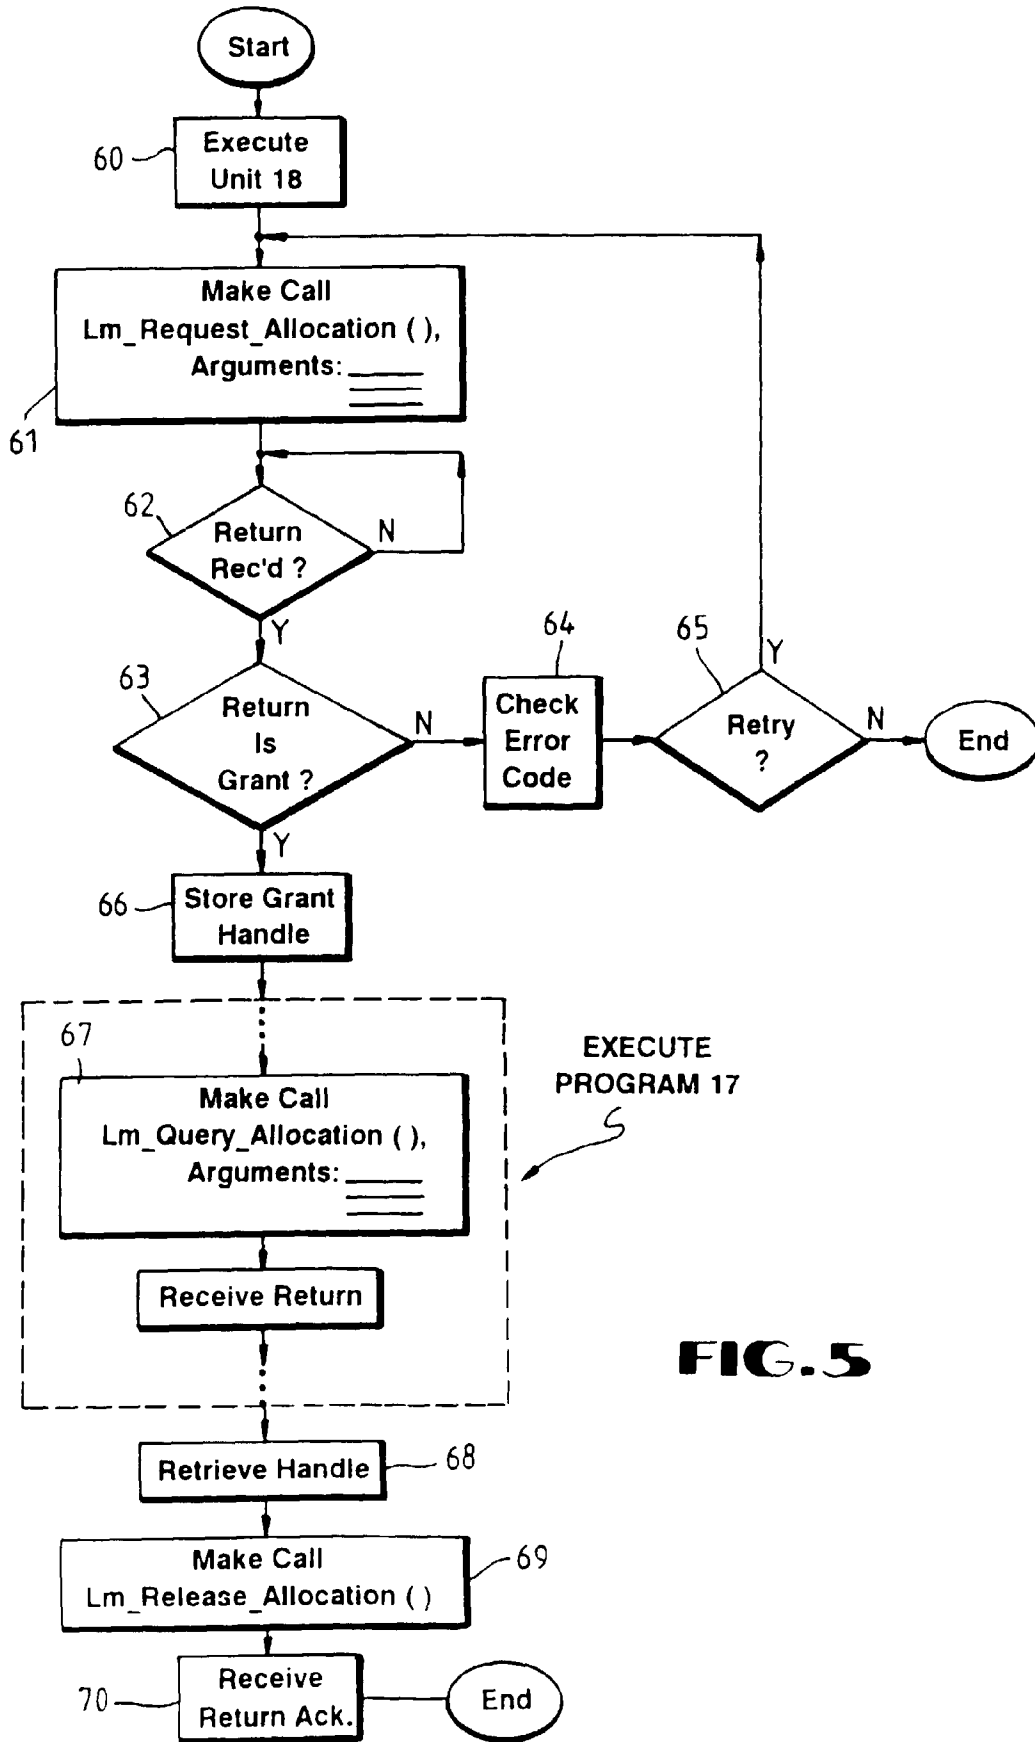 Start
60
Execute
Unit 18
Make Call
Lm_Request_Allocation ( ),
Arguments:
61
62
Return
Rec'd ?
N
Y
63
Return
Is
Grant ?
N
Y
64
Check
Error
Code
65
Retry
?
Y
N
End
66
Store Grant
Handle
67
Make Call
Lm_Query_Allocation ( ),
Arguments:
Receive Return
EXECUTE
PROGRAM 17
FIG.5
Retrieve Handle
68
Make Call
Lm_Release_Allocation ( )
69
70
Receive
Return Ack.
End